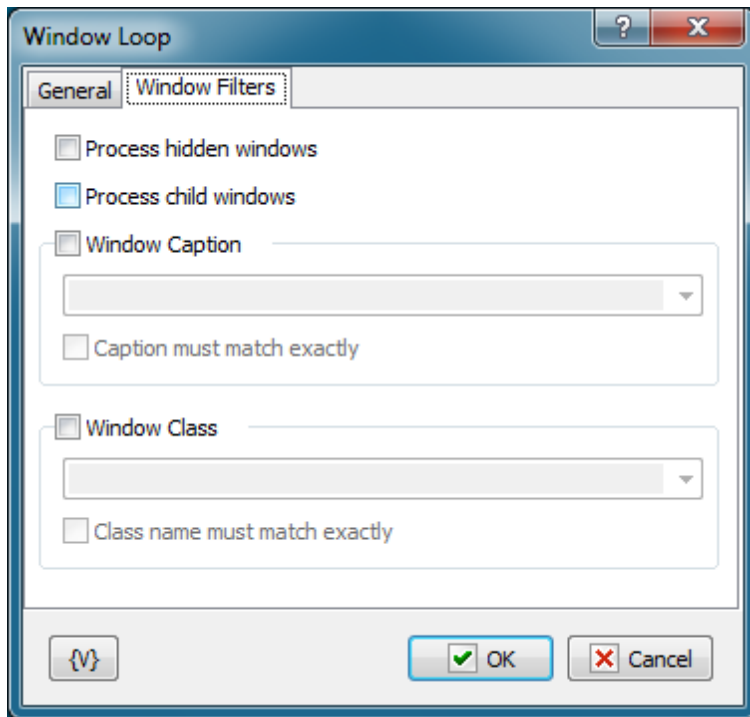 Window Loop
?
General
Window Filters
Process hidden windows
Process child windows
Window Caption
Caption must match exactly
Window Class
Class name must match exactly
{V}
OK
Cancel